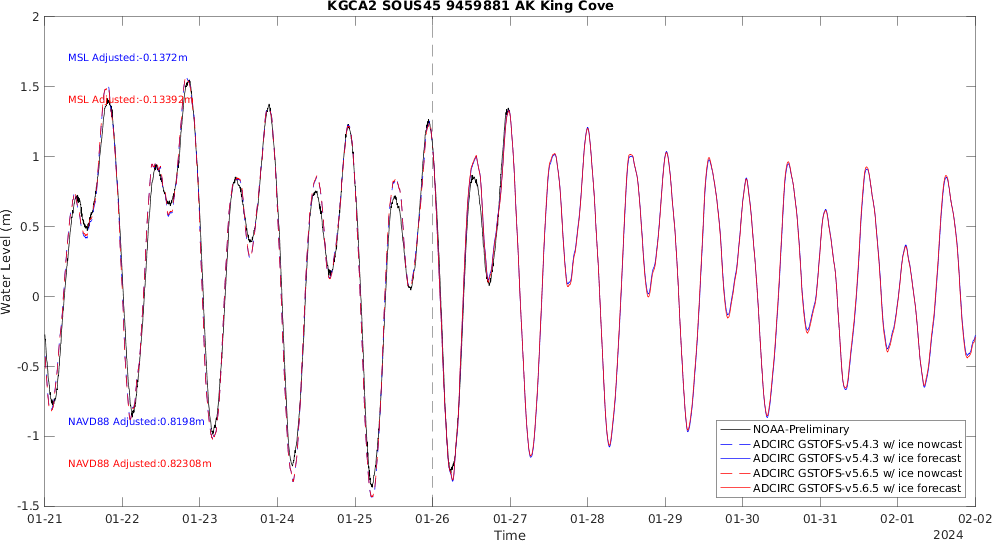 KGCA2 SOUS45 9459881 AK King Cove
2
1.5
1
0.5
0
-0.5
-1
-1.5
Water Level (m)
MSL Adjusted:-0.1372m
MSL Adjusted:-0.13392m
NAVD88 Adjusted:0.8198m
NAVD88 Adjusted:0.82308m
NOAA-Preliminary
ADCIRC GSTOFS-v5.4.3 w/ ice nowcast
ADCIRC GSTOFS-v5.4.3 w/ ice forecast
ADCIRC GSTOFS-v5.6.5 w/ ice nowcast
ADCIRC GSTOFS-v5.6.5 w/ ice forecast
01-21 01-22 01-23 01-24 01-25 01-26 01-27 01-28 01-29 01-30 01-31 02-01 02-02
Time
2024